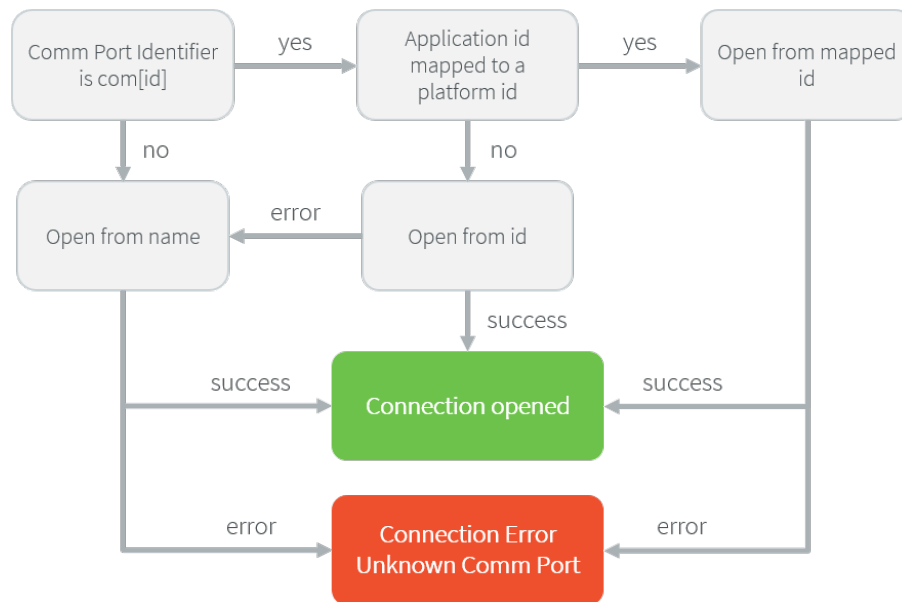 Comm Port Identifier
is com[id]
yes
Application id
mapped to a
platform id
yes
Open from mapped
id
no
no
Open from name
error
Open from id
success
success
Connection opened
success
error
Connection Error
Unknown Comm Port
error